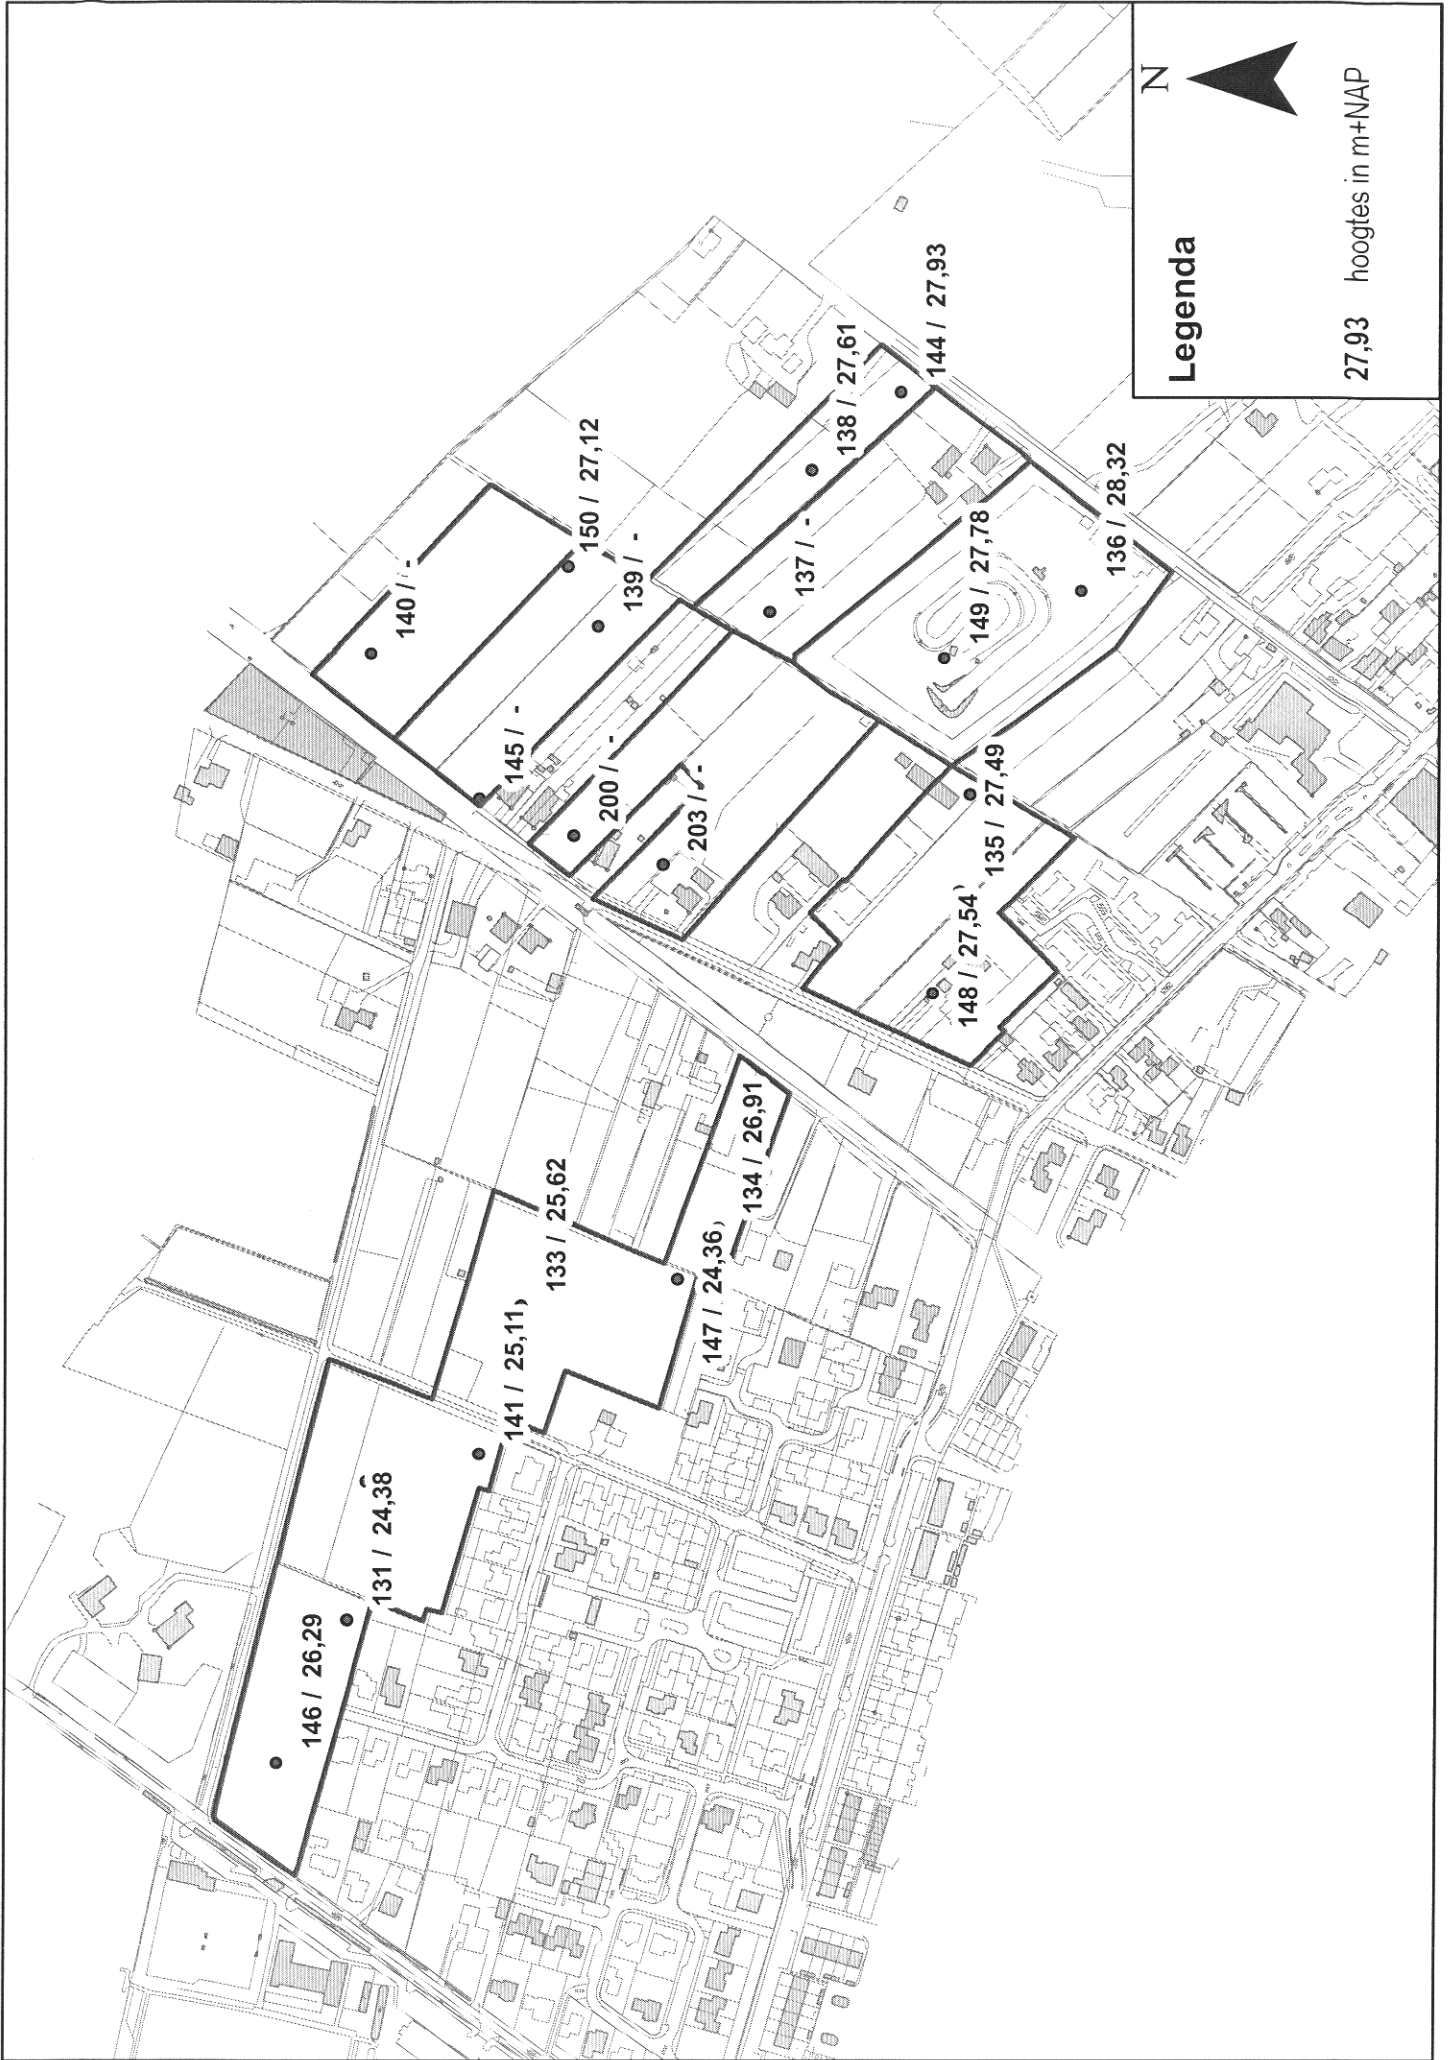 140 / -
150 / 27,12
139 / -
138 / 27,61
144 / 27,93
145 / -
137 / -
200 / -
149 / 27,78
203 / -
136 / 28,32
135 / 27,49
148 / 27,54
133 / 25,62
134 / 26,91
141 / 25,11
147 / 24,36
131 / 24,38
146 / 26,29
N
Legenda
27,93 hoogtes in m+NAP